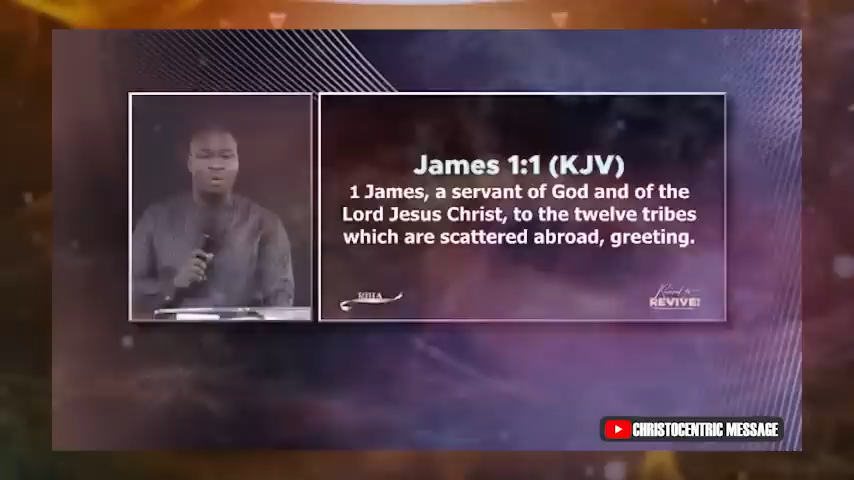 James 1:1 (KJV)
1 James, a servant of God and of the
Lord Jesus Christ, to the twelve tribes
which are scattered abroad, greeting.
REVIVE!
CHRISTOCENTRIC MESSAGE